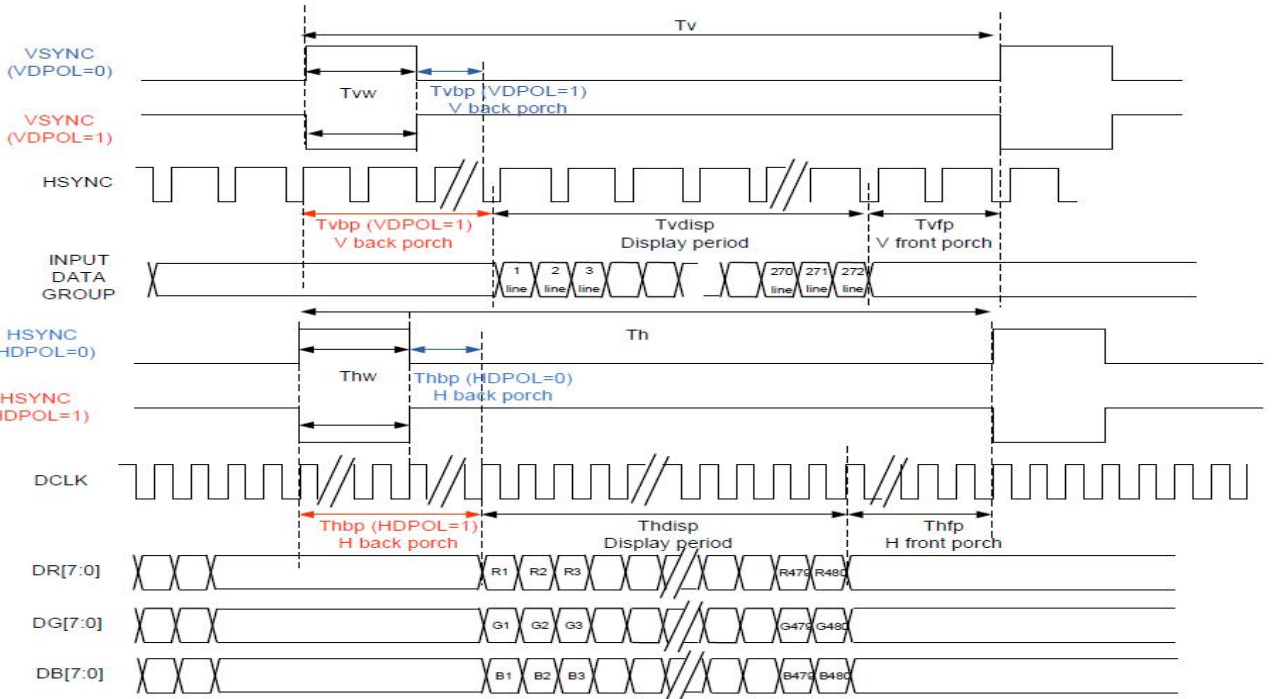 Tv
VSYNC
(VDPOL=0)
Tvw
Tvbp (VDPOL=1)
V back porch
VSYNC
(VDPOL=1)
HSYNC
Tvbp (VDPOL=1)
V back porch
Tvdisp
Display period
Tvfp
V front porch
INPUT
DATA
GROUP
1 line
2 line
3 line
270 line
271 line
272 line
HSYNC
HDPOL=0)
Th
Thw
Thbp (HDPOL=0)
H back porch
HSYNC
HDPOL=1)
DCLK
Thbp (HDPOL=1)
H back porch
Thdisp
Display period
Thfp
H front porch
DR[7:0] R1 R2 R3 R479 R480
DG[7:0] G1 G2 G3 G479 G480
DB[7:0] B1 B2 B3 B479 B480